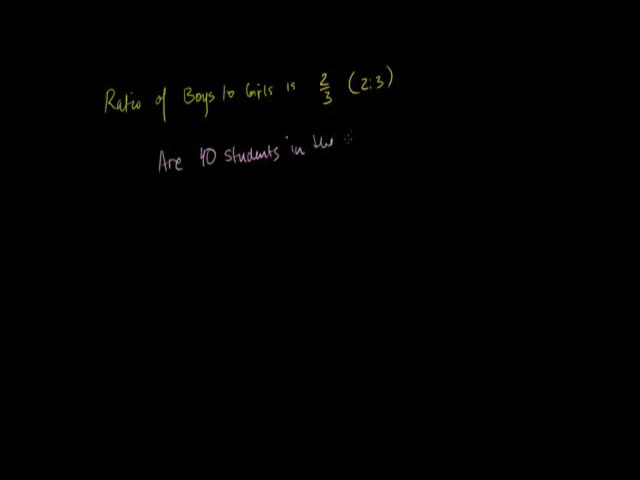 Ratio of Boys to Girls is 2/3 (2:3)
Are 40 students in the